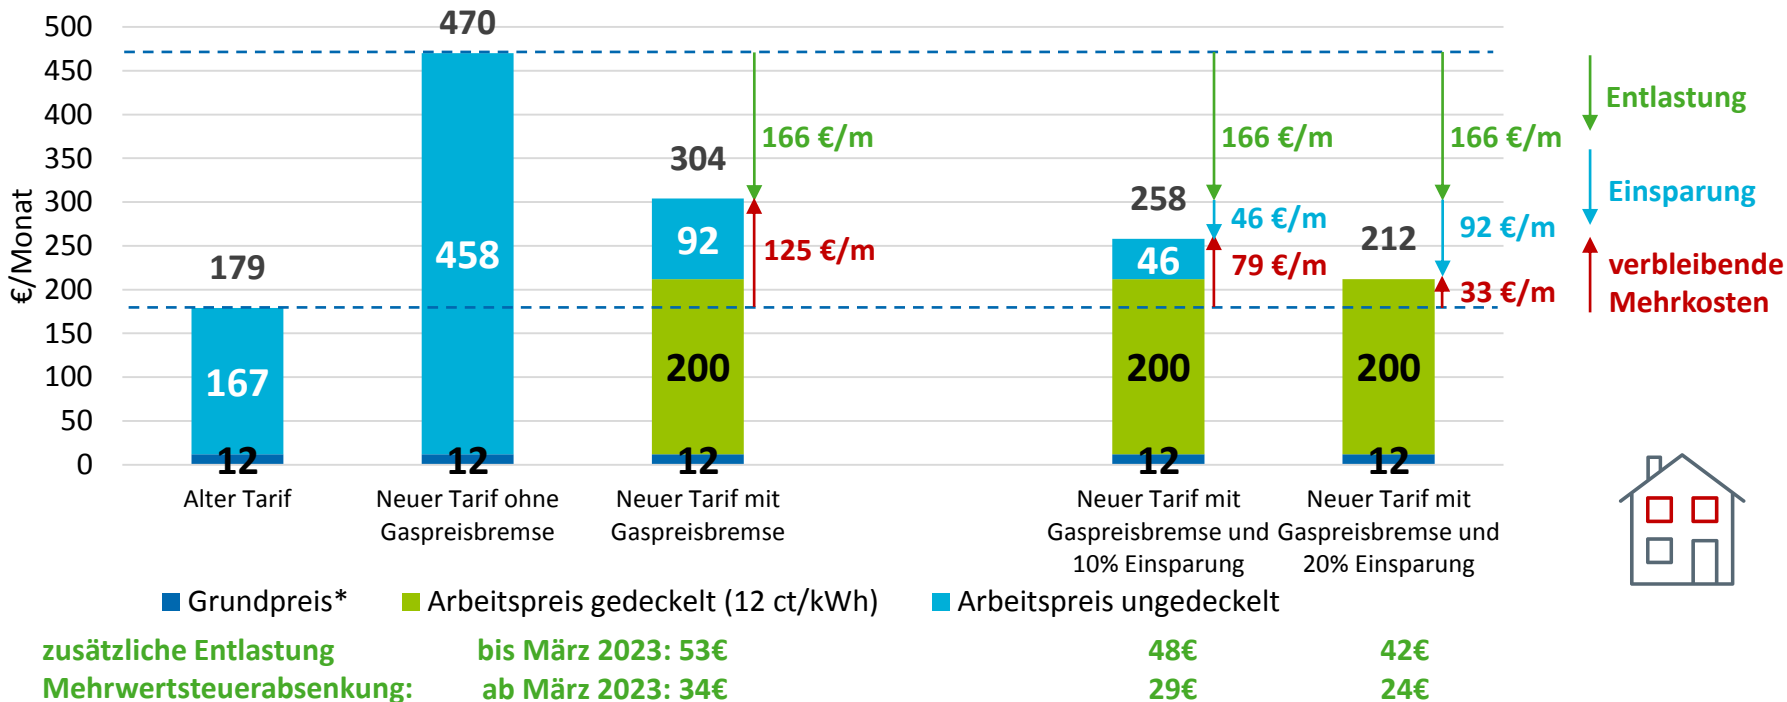 500
450
400
350
300
250
200
150
100
50
0
€/Monat
179
167
12
470
458
12
304
92
200
12
166 €/m
125 €/m
258
46
200
12
166 €/m
46 €/m
79 €/m
212
200
12
166 €/m
92 €/m
33 €/m
Entlastung
Einsparung
verbleibende
Mehrkosten
Alter Tarif
Neuer Tarif ohne
Gaspreisbremse
Neuer Tarif mit
Gaspreisbremse
Neuer Tarif mit
Gaspreisbremse und
10% Einsparung
Neuer Tarif mit
Gaspreisbremse und
20% Einsparung
Grundpreis*
Arbeitspreis gedeckelt (12 ct/kWh)
Arbeitspreis ungedeckelt
zusätzliche Entlastung bis März 2023: 53€ 48€ 42€
Mehrwertsteuerabsenkung: ab März 2023: 34€ 29€ 24€